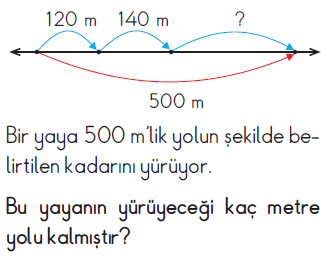 120 m 140 m ?
500 m
Bir yaya 500 m'lik yolun şekilde be-
lirtilen kadarını yürüyor.
Bu yayanın yürüyeceği kaç metre
yolu kalmıştır?